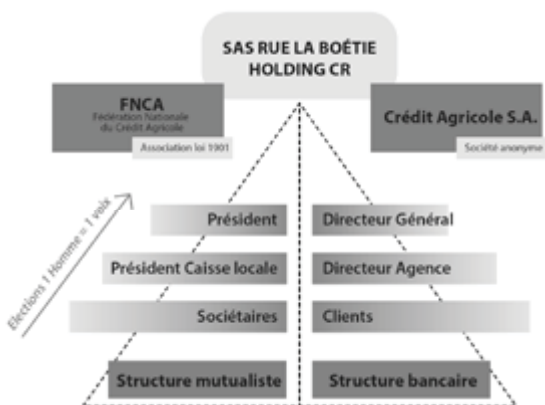 SAS RUE LA BOÉTIE
HOLDING CR
FNCA
Fédération Nationale
du Crédit Agricole
Association loi 1901
Crédit Agricole S.A.
Société anonyme
Elections 1 Homme = 1 voix
Président
Directeur Général
Président Caisse locale
Directeur Agence
Sociétaires
Clients
Structure mutualiste
Structure bancaire